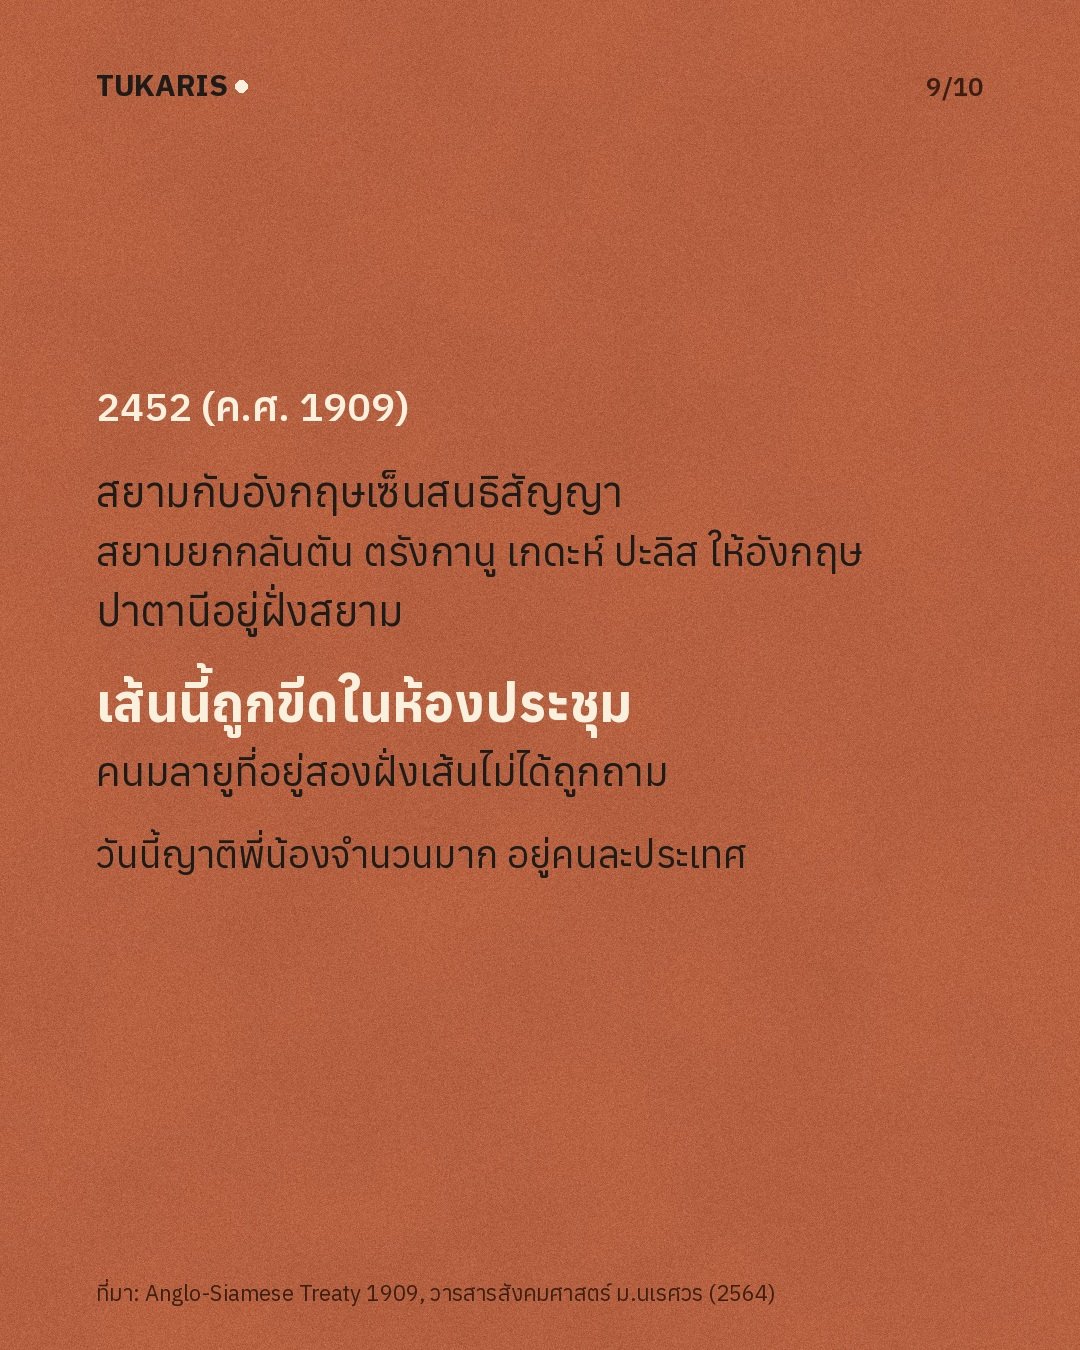 TUKARIS
9/10
2452 (ค.ศ. 1909)
สยามกับอังกฤษเซ็นสนธิสัญญา
สยามยกกลันตัน ตรังกานู เกดะห์ ปะลิส ให้อังกฤษ
ปาตานีอยู่ฝั่งสยาม
เส้นนี้ถูกขีดในห้องประชุม
คนมลายูที่อยู่สองฝั่งเส้นไม่ได้ถูกถาม
วันนี้ญาติพี่น้องจำนวนมาก อยู่คนละประเทศ
ที่มา: Anglo-Siamese Treaty 1909, วารสารสังคมศาสตร์ ม.นเรศวร (2564)